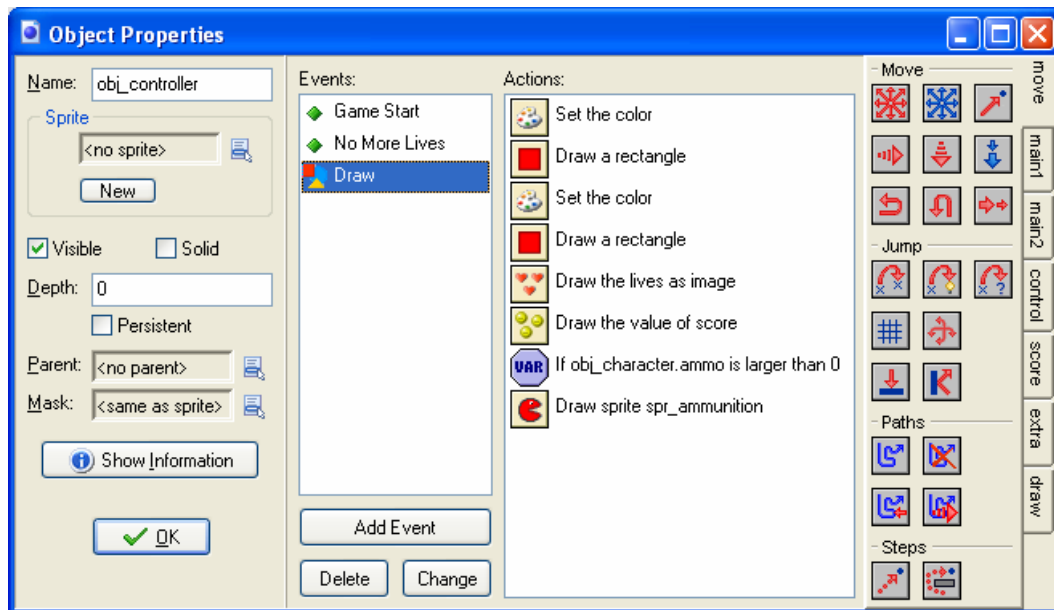 Object Properties
Name: obj_controller
Sprite
<no sprite>
New
Visible
Solid
Depth: 0
Persistent
Parent: <no parent>
Mask: <same as sprite>
Show Information
OK
Events:
Game Start
No More Lives
Draw
Add Event
Delete
Change
Actions:
Set the color
Draw a rectangle
Set the color
Draw a rectangle
Draw the lives as image
Draw the value of score
VAR If obj_character.ammo is larger than 0
Draw sprite spr_ammunition
Move
Jump
Paths
Steps
move
main1
main2
control
score
extra
draw